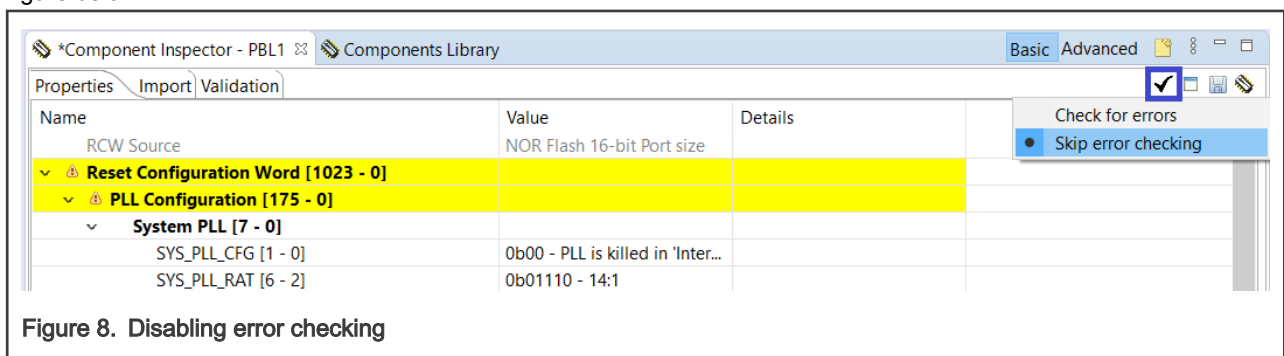 *Component Inspector - PBL1 Components Library Basic Advanced
Properties Import Validation
Name Value Details
Check for errors
RCW Source NOR Flash 16-bit Port size
Skip error checking
Reset Configuration Word [1023 - 0]
PLL Configuration [175 - 0]
System PLL [7 - 0]
SYS_PLL_CFG [1 - 0] 0b00 - PLL is killed in 'Inter...
SYS_PLL_RAT [6 - 2] 0b01110 - 14:1
Figure 8. Disabling error checking